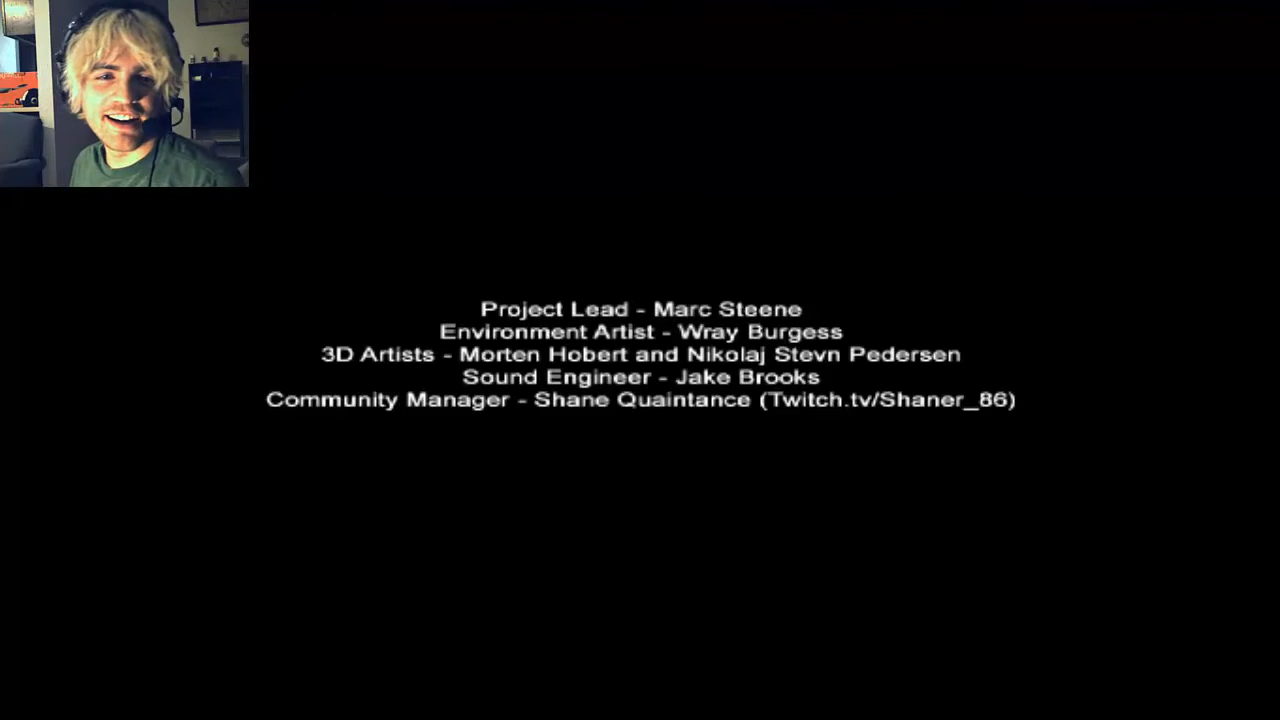 Project Lead - Marc Steene
Environment Artist - Wray Burgess
3D Artists - Morten Hobert and Nikolaj Stevn Pedersen
Sound Engineer - Jake Brooks
Community Manager - Shane Quaintance (Twitch.tv/Shaner_86)